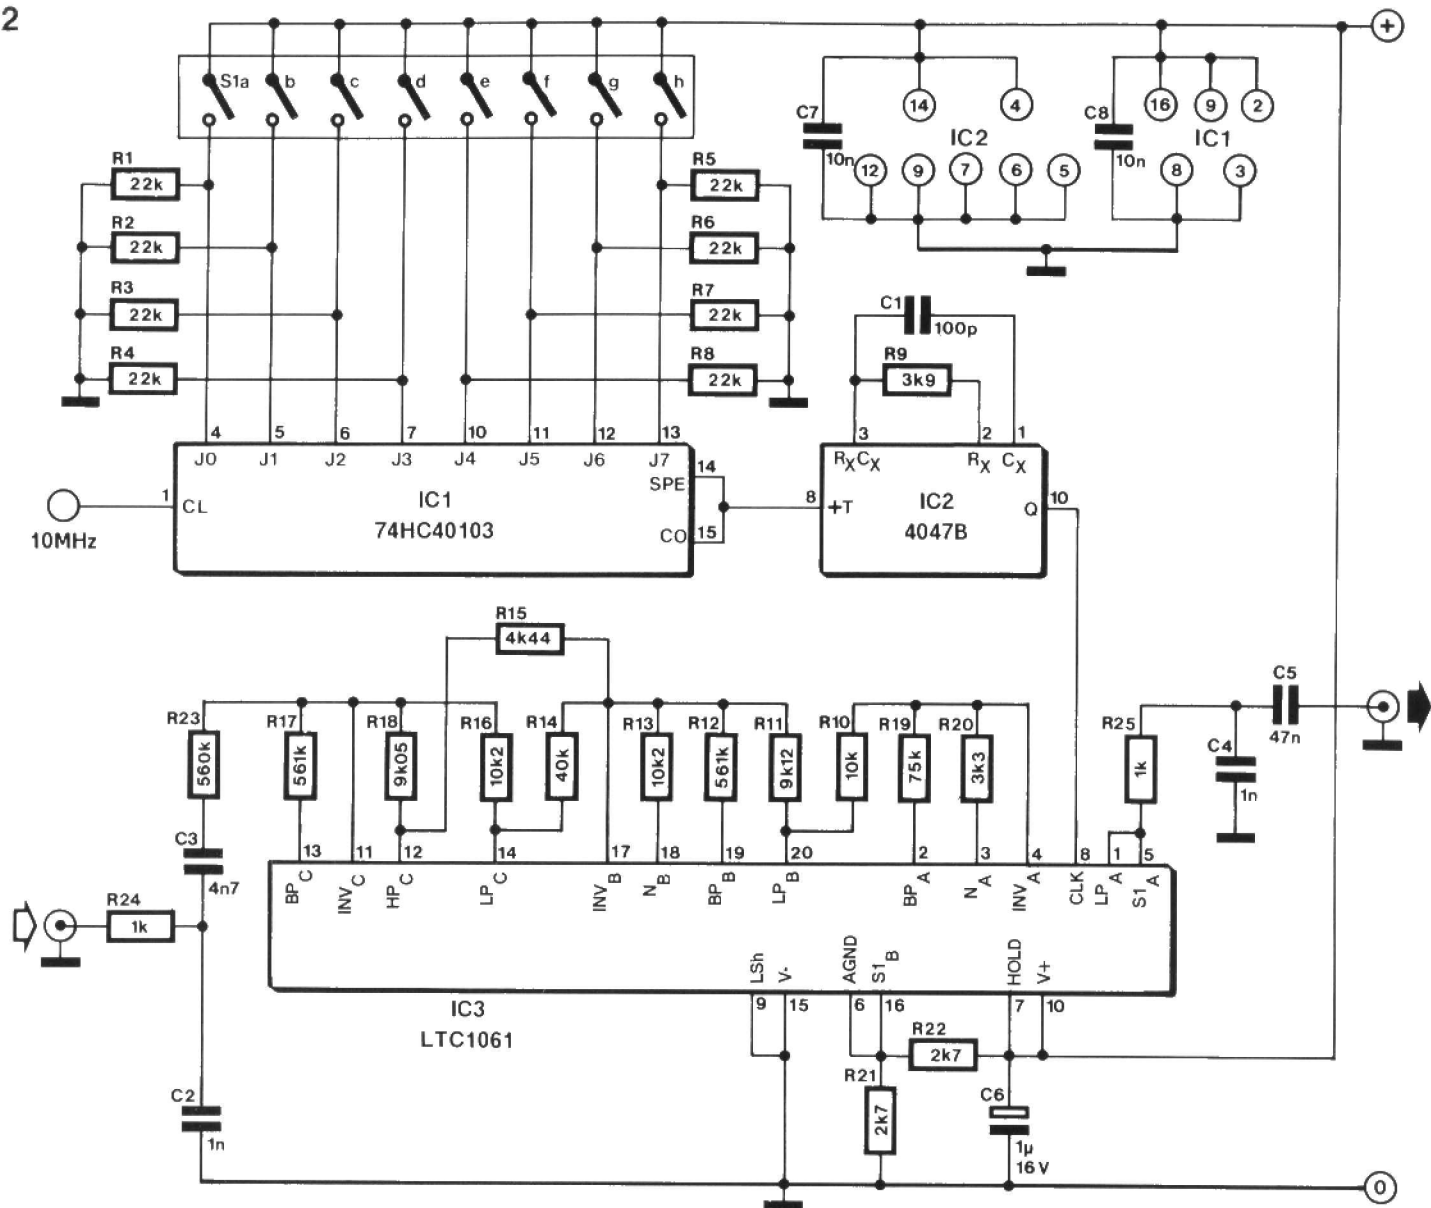 2
+
S1a b c d e f g h
C7
10n
14 4
IC2
12 9 7 6 5
C8
10n
16 9 2
IC1
8 3
R1
22k
R2
22k
R3
22k
R4
22k
R5
22k
R6
22k
R7
22k
R8
22k
C1
100p
R9
3k9
4 5 6 7 10 11 12 13
J0 J1 J2 J3 J4 J5 J6 J7
1
CL
10MHz
IC1
74HC40103
14
SPE
CO
15
3 2 1
RXCX RX CX
8
+T
IC2
4047B
Q
10
R15
4k44
R23
560k
R17
561k
R18
9k05
R16
10k2
R14
40k
R13
10k2
R12
561k
R11
9k12
R10
10k
R19
75k
R20
3k3
R25
1k
C5
47n
C4
1n
C3
4n7
R24
1k
13 11 12 14 17 18 19 20 2 3 4 8 1 5
BPC INVC HPC LPC INVB NB BPB LPB BPA NA INVA CLK LPA S1A
LSh V- AGND S1B HOLD V+
9 15 6 16 7 10
IC3
LTC1061
R22
2k7
R21
2k7
C6
1µ
16V
C2
1n
0